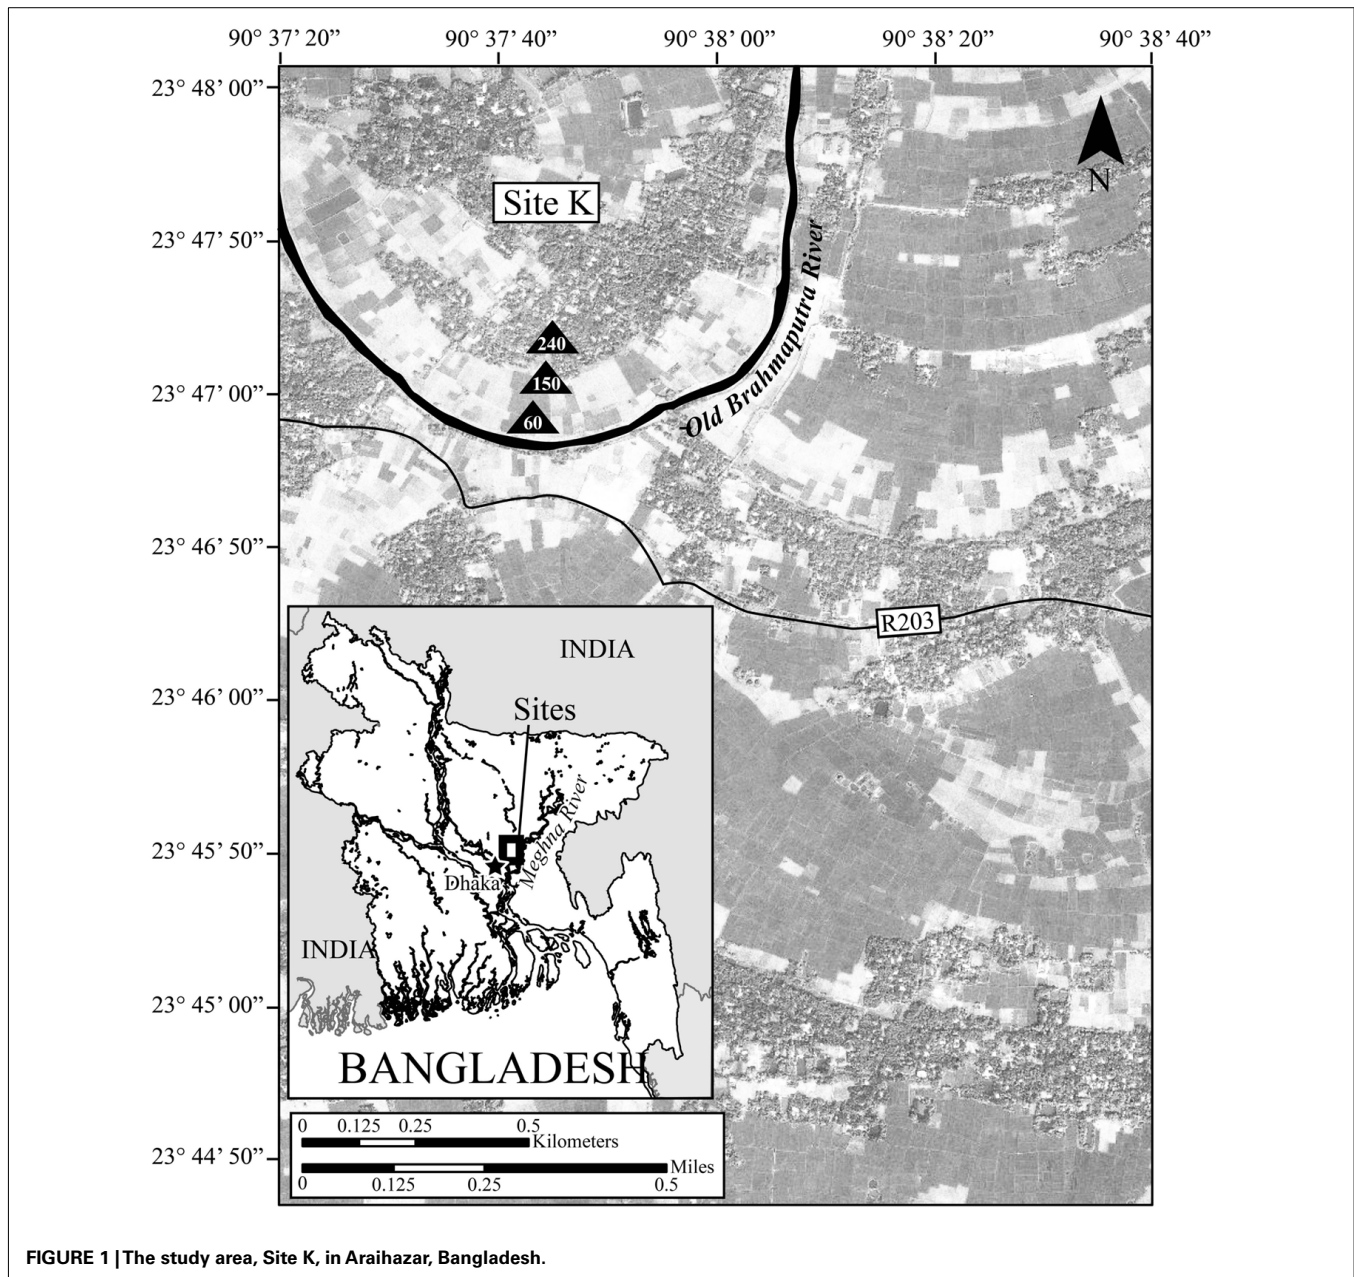 90° 37’ 20” 90° 37’ 40” 90° 38’ 00” 90° 38’ 20” 90° 38’ 40”
23° 48’ 00”
N
Site K
23° 47’ 50”
Old Brahmaputra River
240
150
23° 47’ 00”
60
23° 46’ 50”
R203
INDIA
23° 46’ 00”
Sites
Meghna River
23° 45’ 50”
Dhaka
INDIA
23° 45’ 00”
BANGLADESH
0 0.125 0.25 0.5
Kilometers
23° 44’ 50”
Miles
0 0.125 0.25 0.5
FIGURE 1 | The study area, Site K, in Araihazar, Bangladesh.